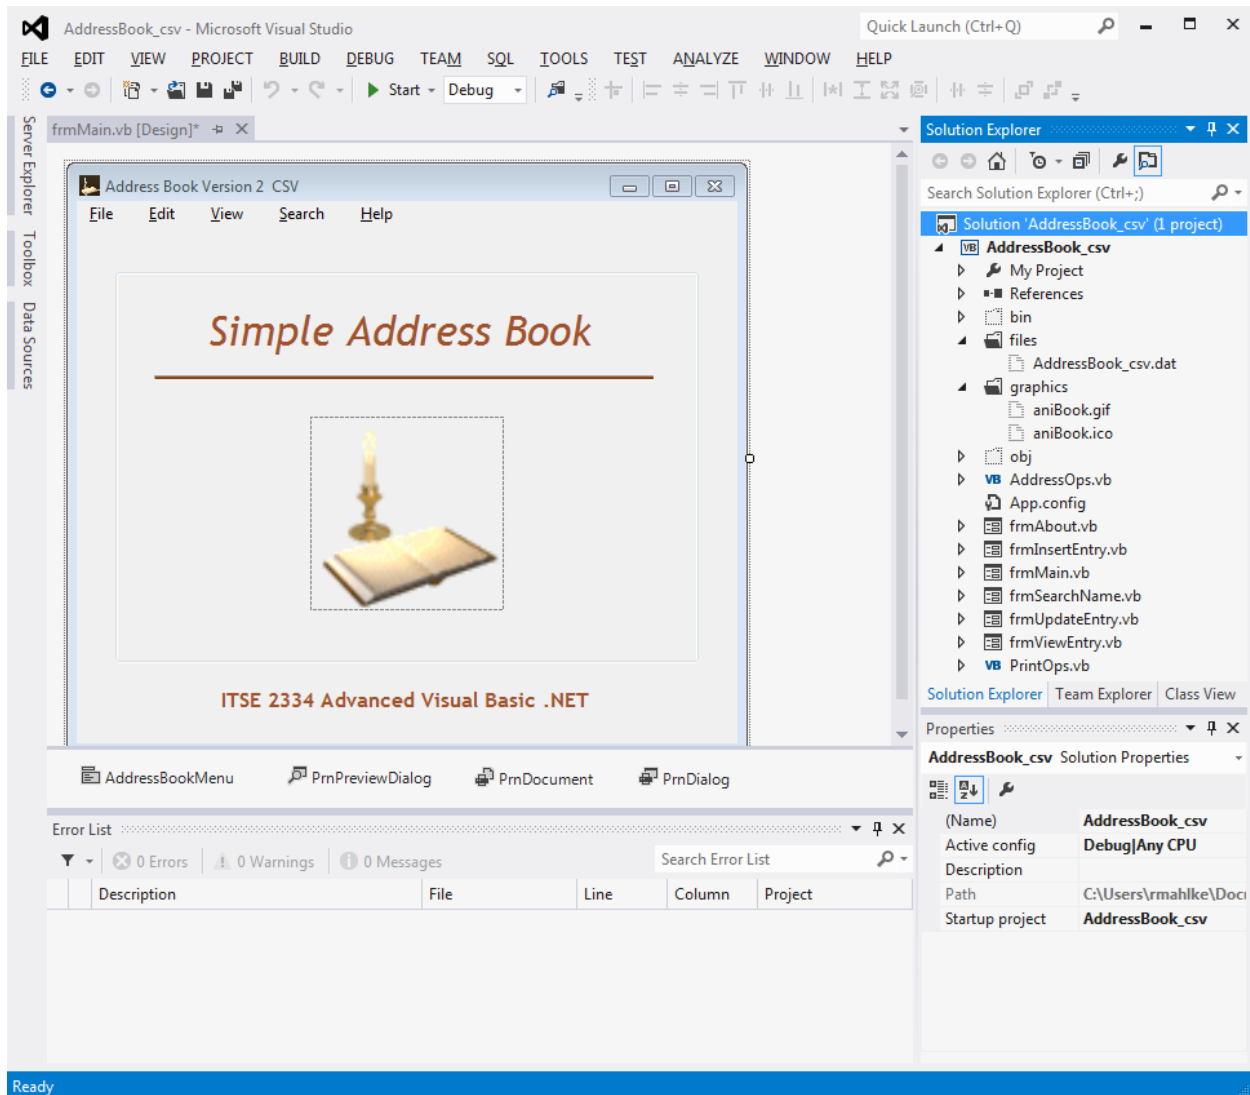 AddressBook_csv - Microsoft Visual Studio
Quick Launch (Ctrl+Q)
FILE EDIT VIEW PROJECT BUILD DEBUG TEAM SQL TOOLS TEST ANALYZE WINDOW HELP
Start Debug
Server Explorer
Toolbox
Data Sources
frmMain.vb [Design]*
Address Book Version 2 CSV
File Edit View Search Help
Simple Address Book
ITSE 2334 Advanced Visual Basic .NET
AddressBookMenu PrnPreviewDialog PrnDocument PrnDialog
Error List
0 Errors 0 Warnings 0 Messages Search Error List
Description File Line Column Project
Solution Explorer
Search Solution Explorer (Ctrl+;)
Solution 'AddressBook_csv' (1 project)
VB AddressBook_csv
My Project
References
bin
files
AddressBook_csv.dat
graphics
aniBook.gif
aniBook.ico
obj
VB AddressOps.vb
App.config
frmAbout.vb
frmInsertEntry.vb
frmMain.vb
frmSearchName.vb
frmUpdateEntry.vb
frmViewEntry.vb
VB PrintOps.vb
Solution Explorer Team Explorer Class View
Properties
AddressBook_csv Solution Properties
(Name) AddressBook_csv
Active config Debug|Any CPU
Description
Path C:\Users\rmahlke\Docu
Startup project AddressBook_csv
Ready